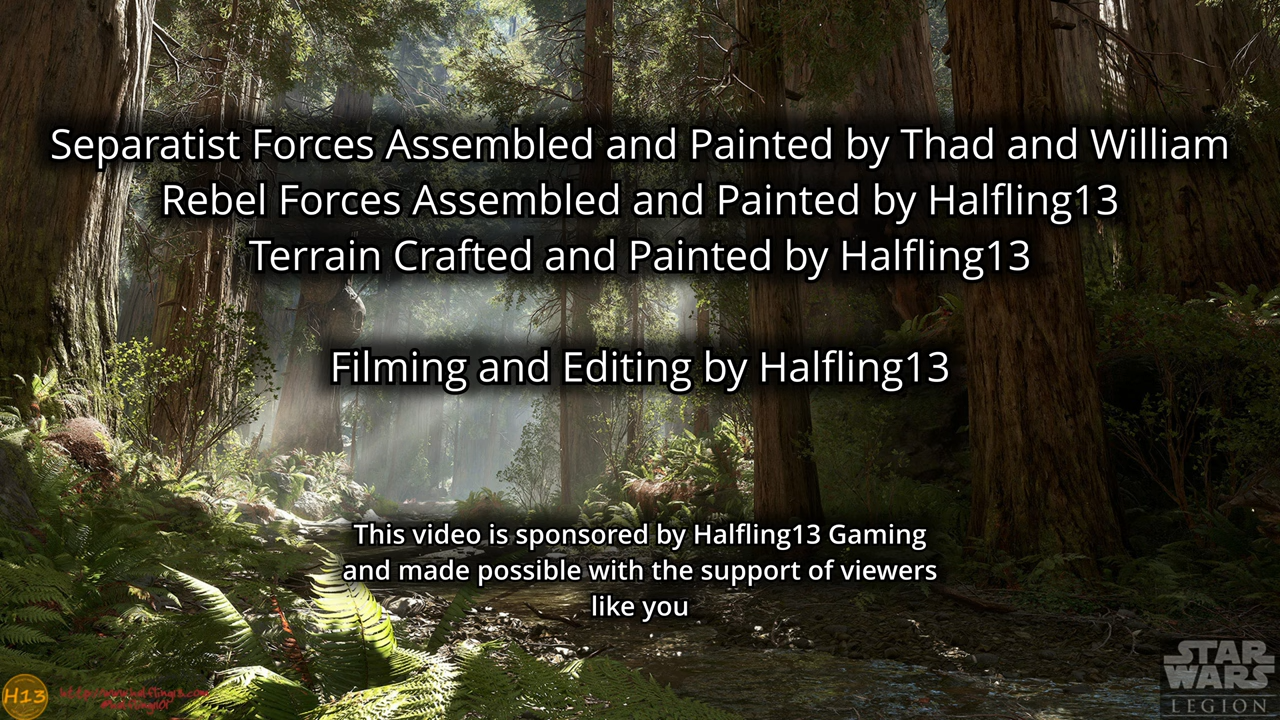 Separatist Forces Assembled and Painted by Thad and William
Rebel Forces Assembled and Painted by Halfling13
Terrain Crafted and Painted by Halfling13
Filming and Editing by Halfling13
This video is sponsored by Halfling13 Gaming
and made possible with the support of viewers
like you
H13
STAR
WARS
LEGION